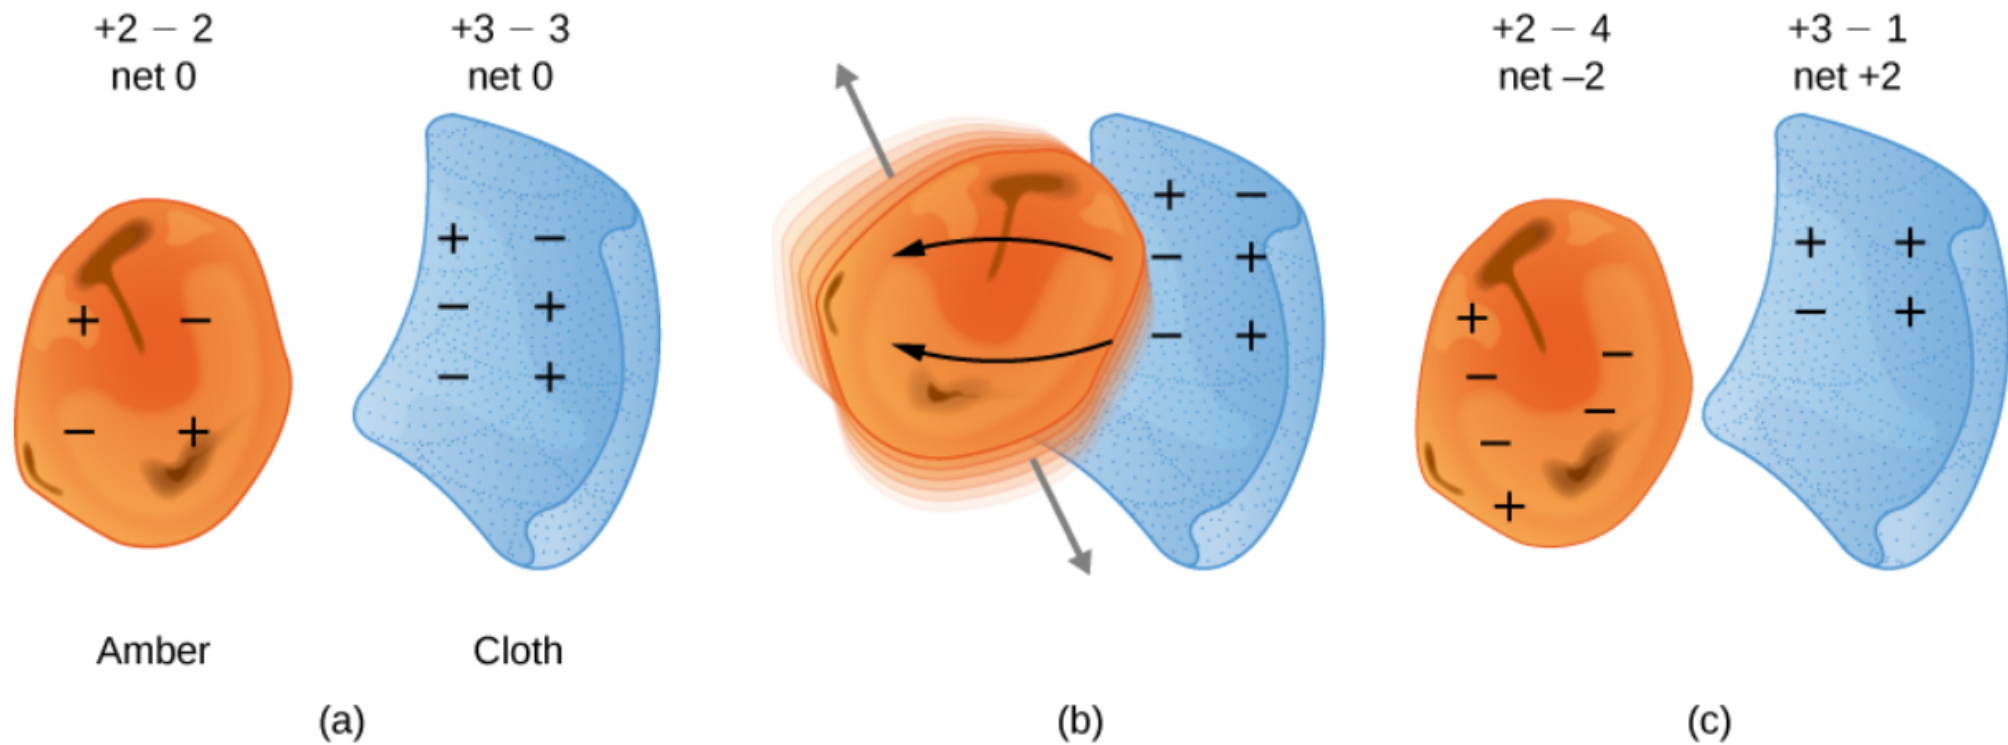 +2 − 2
net 0
+3 − 3
net 0
+ −
− +
+ −
− +
− +
Amber
Cloth
(a)
+ −
− +
− +
(b)
+2 − 4
net –2
+3 − 1
net +2
+
−
−
−
−
+
+ +
− +
(c)